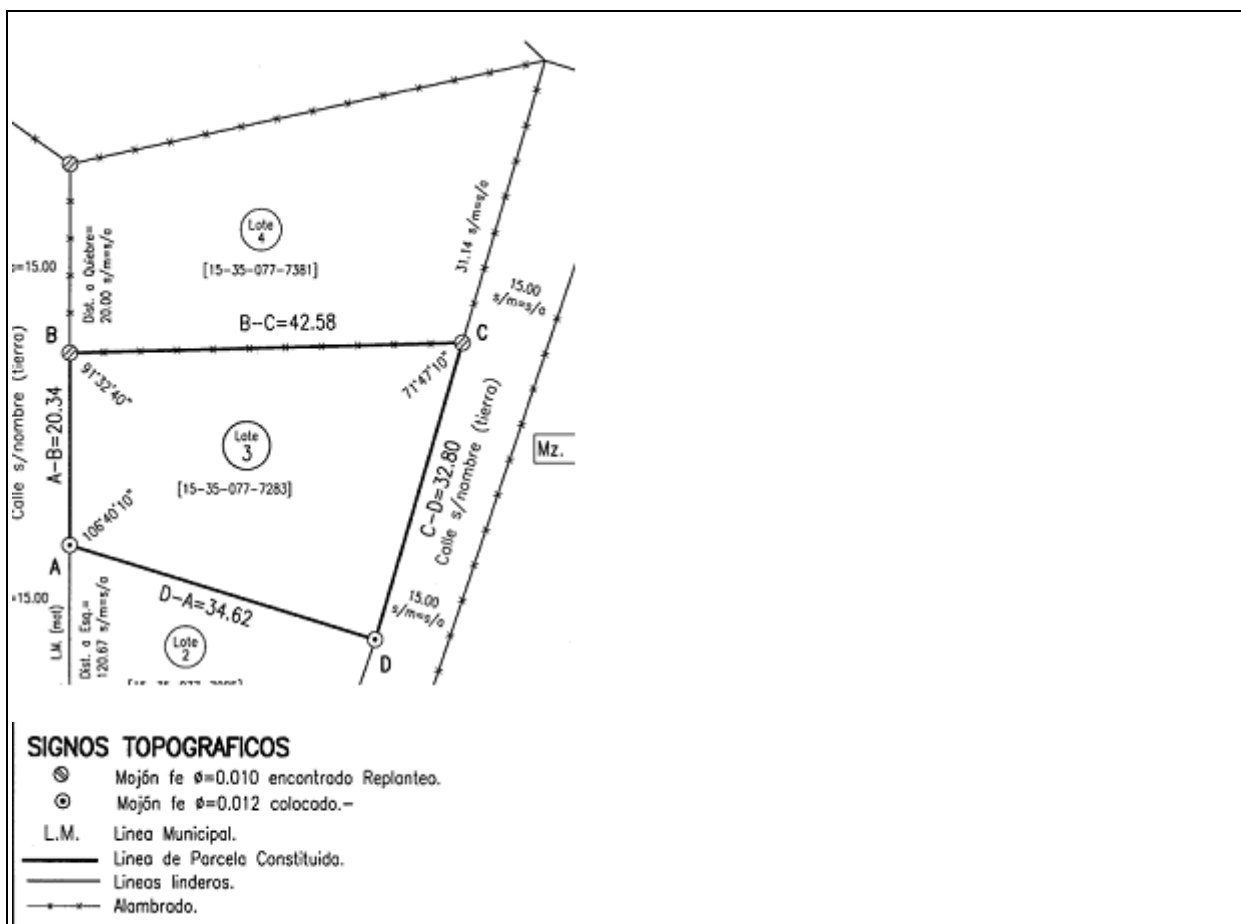 Lote
4
[15-35-077-7381]
31.14 s/m=s/a
15.00
s/m=s/a
=15.00
Dist. a Quiebre=
20.00 s/m=s/a
B
B-C=42.58
C
91°32'40"
71°47'10"
Calle s/nombre (tierra)
A-B=20.34
Lote
3
[15-35-077-7283]
C-D=32.80
Calle s/nombre (tierra)
Mz.
106°40'10"
A
=15.00
L.M. (mat)
Dist. a Esq.=
120.67 s/m=s/a
D-A=34.62
15.00
s/m=s/a
Lote
2
D
SIGNOS TOPOGRAFICOS
Mojón fe ø=0.010 encontrado Replanteo.
Mojón fe ø=0.012 colocado.-
L.M. Linea Municipal.
Linea de Parcela Constituida.
Lineas linderos.
Alambrado.